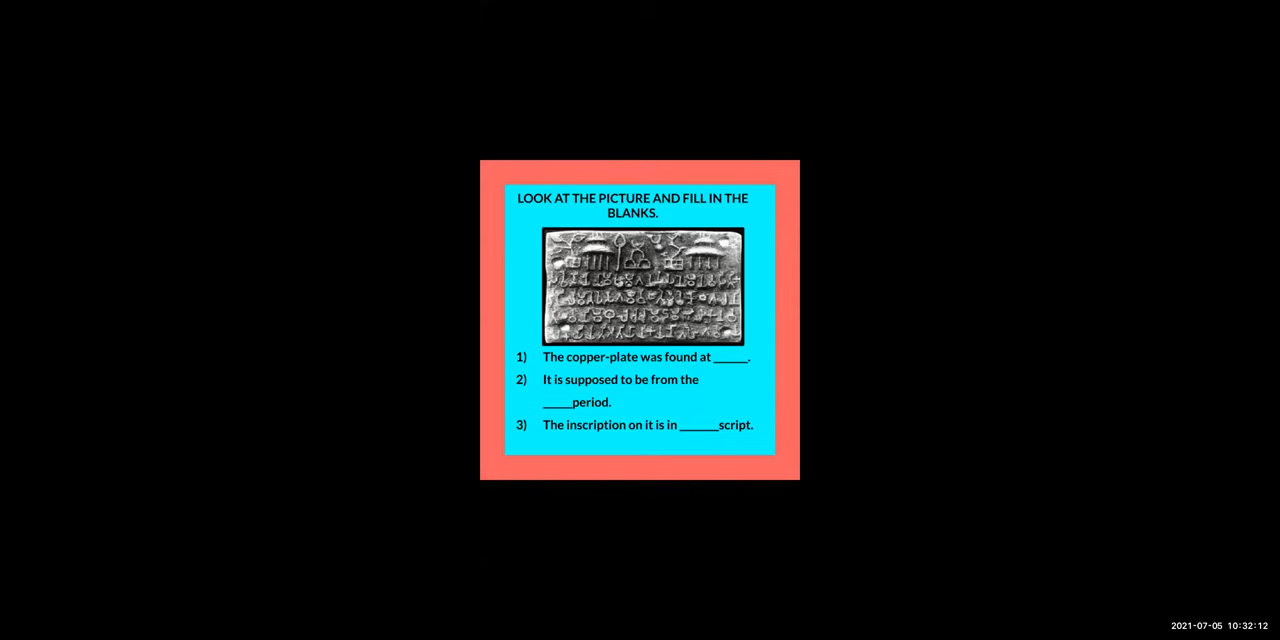 LOOK AT THE PICTURE AND FILL IN THE
BLANKS.
1) The copper-plate was found at ______.
2) It is supposed to be from the
_____period.
3) The inscription on it is in _______script.
2021-07-05 10:32:12